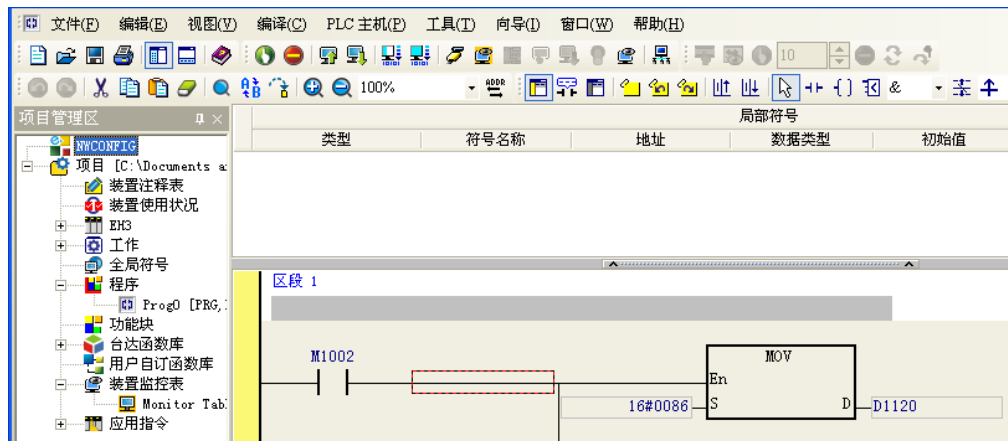 文件(F) 编辑(E) 视图(V) 编译(C) PLC 主机(P) 工具(T) 向导(I) 窗口(W) 帮助(H)
10
100% ADDR &
项目管理区
局部符号
类型 符号名称 地址 数据类型 初始值
NWCONFIG
项目 [C:\Documents a
装置注释表
装置使用状况
EH3
工作
全局符号
程序
Prog0 [PRG,
功能块
台达函数库
用户自订函数库
装置监控表
Monitor Tab
应用指令
区段 1
M1002
MOV
En
16#0086 S D D1120